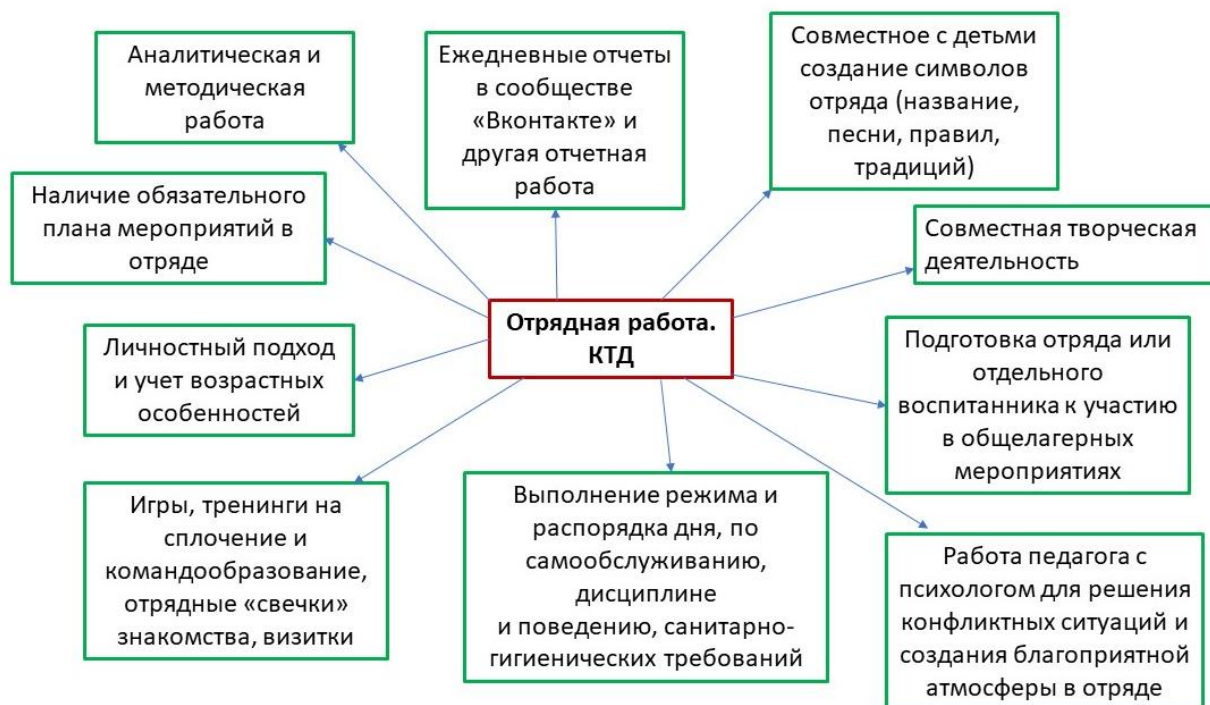 Аналитическая и
методическая
работа
Ежедневные отчеты
в сообществе
«Вконтакте» и
другая отчетная
работа
Совместное с детьми
создание символов
отряда (название,
песни, правил,
традиций)
Наличие обязательного
плана мероприятий в
отряде
Совместная творческая
деятельность
Отрядная работа.
КТД
Личностный подход
и учет возрастных
особенностей
Подготовка отряда или
отдельного
воспитанника к участию
в общелагерных
мероприятиях
Игры, тренинги на
сплочение и
командообразование,
отрядные «свечки»
знакомства, визитки
Выполнение режима и
распорядка дня, по
самообслуживанию,
дисциплине
и поведению, санитарно-
гигиенических требований
Работа педагога с
психологом для решения
конфликтных ситуаций и
создания благоприятной
атмосферы в отряде